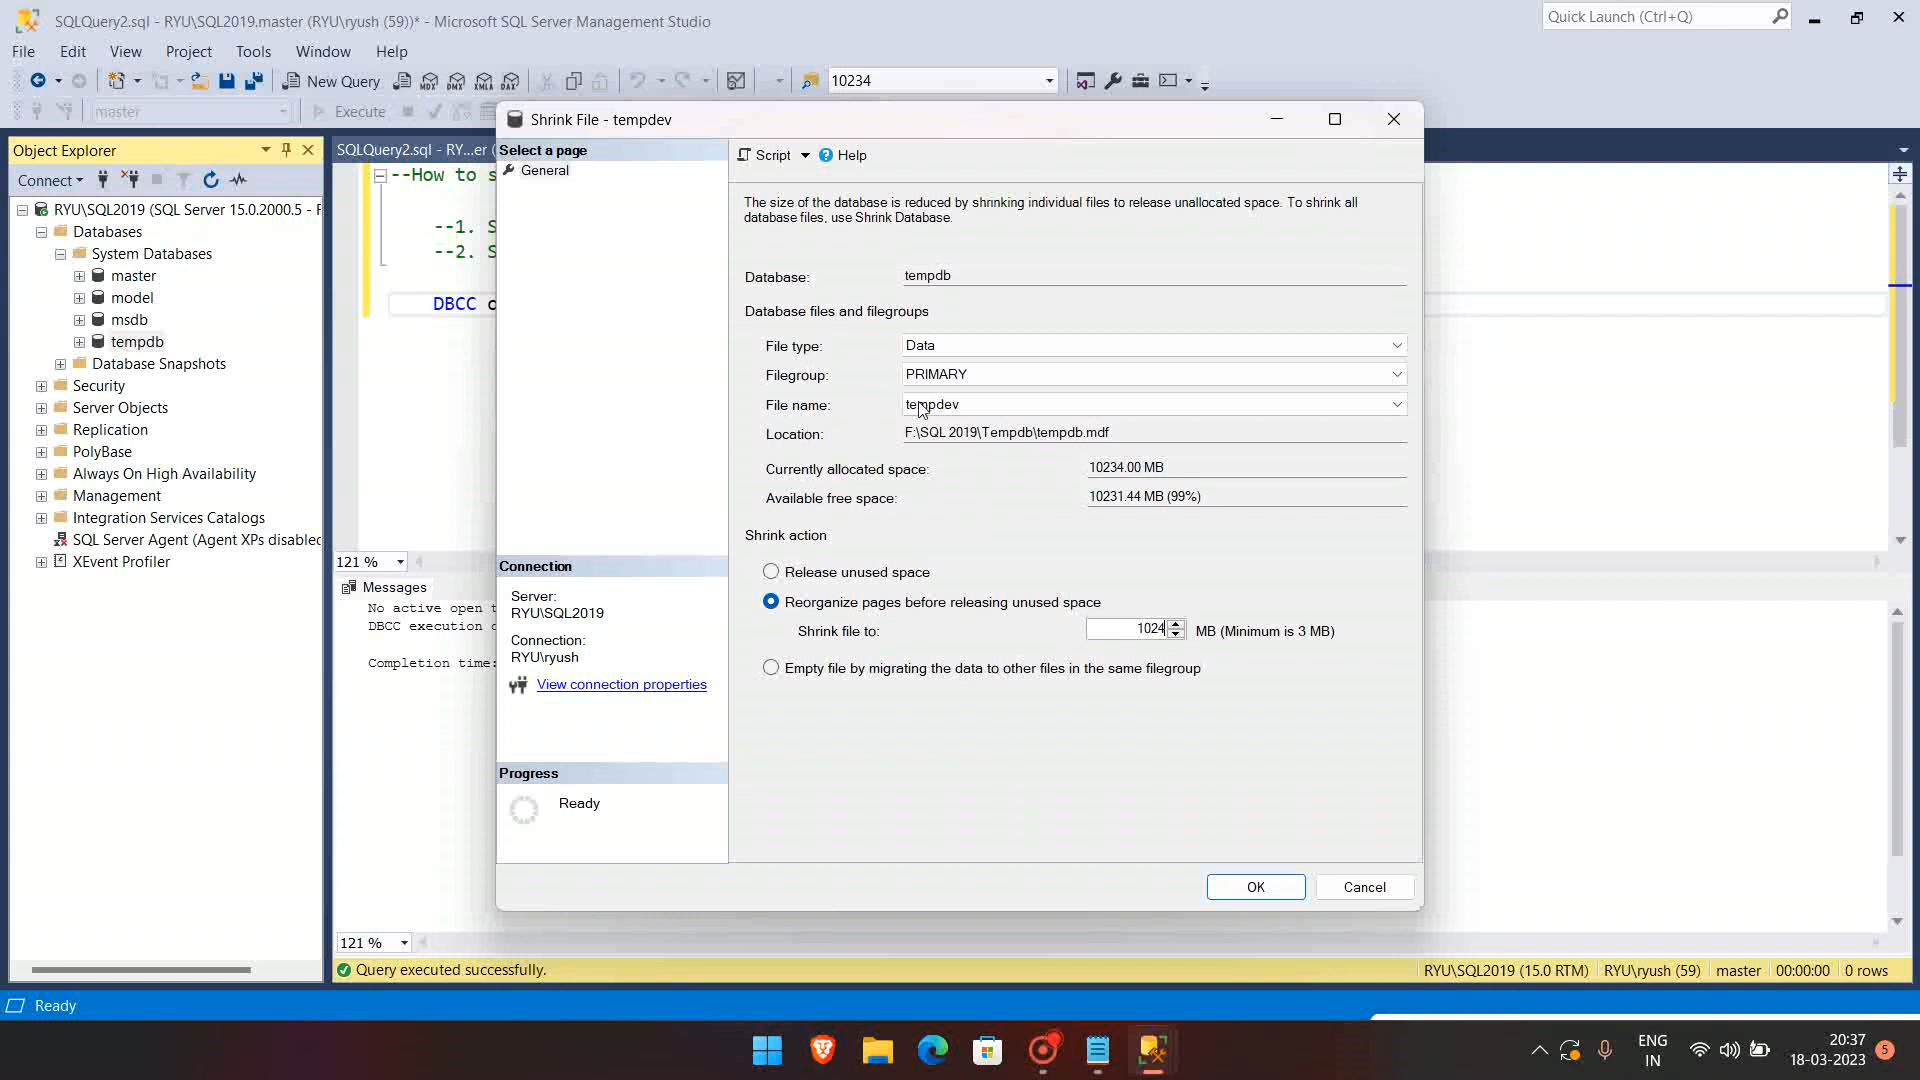 SQLQuery2.sql - RYU\SQL2019.master (RYU\ryush (59))* - Microsoft SQL Server Management Studio
Quick Launch (Ctrl+Q)
File Edit View Project Tools Window Help
New Query
MDX DMX XMLA DAX
10234
master
Execute
Object Explorer
Connect
RYU\SQL2019 (SQL Server 15.0.2000.5 -
Databases
System Databases
master
model
msdb
tempdb
Database Snapshots
Security
Server Objects
Replication
PolyBase
Always On High Availability
Management
Integration Services Catalogs
SQL Server Agent (Agent XPs disabled
XEvent Profiler
SQLQuery2.sql - RY...er (
--How to s
--1. S
--2. S
DBCC o
121 %
Messages
No active open t
DBCC execution c
Completion time:
121 %
Shrink File - tempdev
Select a page
General
Script
Help
The size of the database is reduced by shrinking individual files to release unallocated space. To shrink all
database files, use Shrink Database.
Database: tempdb
Database files and filegroups
File type: Data
Filegroup: PRIMARY
File name: tempdev
Location: F:\SQL 2019\Tempdb\tempdb.mdf
Currently allocated space: 10234.00 MB
Available free space: 10231.44 MB (99%)
Shrink action
Release unused space
Reorganize pages before releasing unused space
Shrink file to: 1024 MB (Minimum is 3 MB)
Empty file by migrating the data to other files in the same filegroup
Connection
Server:
RYU\SQL2019
Connection:
RYU\ryush
View connection properties
Progress
Ready
OK
Cancel
Query executed successfully.
RYU\SQL2019 (15.0 RTM) RYU\ryush (59) master 00:00:00 0 rows
Ready
ENG
IN
20:37
18-03-2023
5